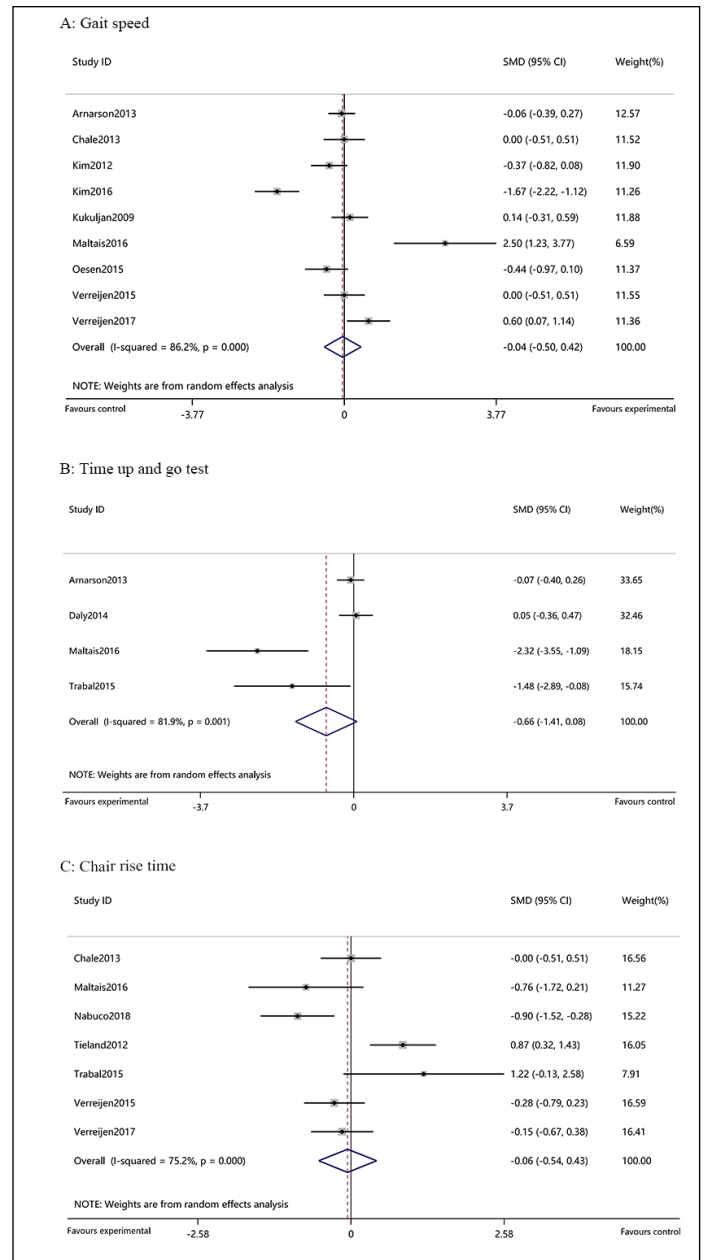 A: Gait speed
Study ID SMD (95% CI) Weight(%)
Arnarson2013 -0.06 (-0.39, 0.27) 12.57
Chale2013 0.00 (-0.51, 0.51) 11.52
Kim2012 -0.37 (-0.82, 0.08) 11.90
Kim2016 -1.67 (-2.22, -1.12) 11.26
Kukuljan2009 0.14 (-0.31, 0.59) 11.88
Maltais2016 2.50 (1.23, 3.77) 6.59
Oesen2015 -0.44 (-0.97, 0.10) 11.37
Verreijen2015 0.00 (-0.51, 0.51) 11.55
Verreijen2017 0.60 (0.07, 1.14) 11.36
Overall (I-squared = 86.2%, p = 0.000) -0.04 (-0.50, 0.42) 100.00
NOTE: Weights are from random effects analysis
Favours control -3.77 0 3.77 Favours experimental
B: Time up and go test
Study ID SMD (95% CI) Weight(%)
Arnarson2013 -0.07 (-0.40, 0.26) 33.65
Daly2014 0.05 (-0.36, 0.47) 32.46
Maltais2016 -2.32 (-3.55, -1.09) 18.15
Trabal2015 -1.48 (-2.89, -0.08) 15.74
Overall (I-squared = 81.9%, p = 0.001) -0.66 (-1.41, 0.08) 100.00
NOTE: Weights are from random effects analysis
Favours experimental -3.7 0 3.7 Favours control
C: Chair rise time
Study ID SMD (95% CI) Weight(%)
Chale2013 -0.00 (-0.51, 0.51) 16.56
Maltais2016 -0.76 (-1.72, 0.21) 11.27
Nabuco2018 -0.90 (-1.52, -0.28) 15.22
Tieland2012 0.87 (0.32, 1.43) 16.05
Trabal2015 1.22 (-0.13, 2.58) 7.91
Verreijen2015 -0.28 (-0.79, 0.23) 16.59
Verreijen2017 -0.15 (-0.67, 0.38) 16.41
Overall (I-squared = 75.2%, p = 0.000) -0.06 (-0.54, 0.43) 100.00
NOTE: Weights are from random effects analysis
Favours experimental -2.58 0 2.58 Favours control